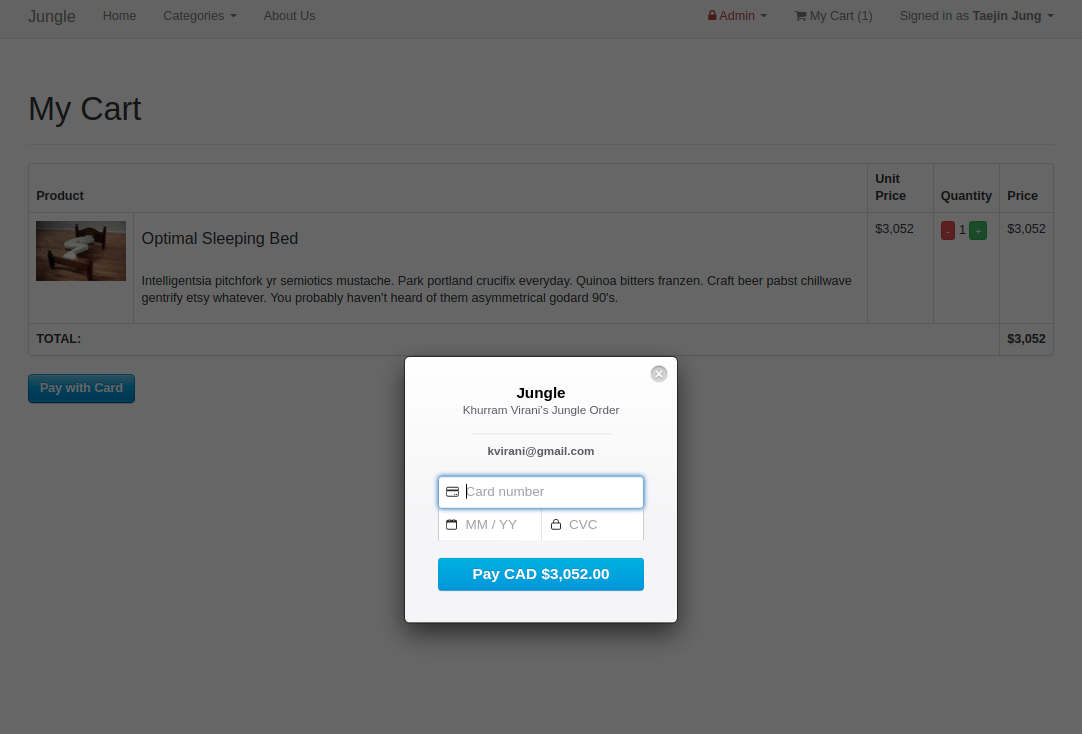 Jungle Home Categories About Us Admin My Cart (1) Signed in as Taejin Jung
My Cart
Product Unit Price Quantity Price
Optimal Sleeping Bed $3,052 - 1 + $3,052
Intelligentsia pitchfork yr semiotics mustache. Park portland crucifix everyday. Quinoa bitters franzen. Craft beer pabst chillwave
gentrify etsy whatever. You probably haven't heard of them asymmetrical godard 90's.
TOTAL: $3,052
Pay with Card
Jungle
Khurram Virani's Jungle Order
kvirani@gmail.com
Card number
MM / YY CVC
Pay CAD $3,052.00